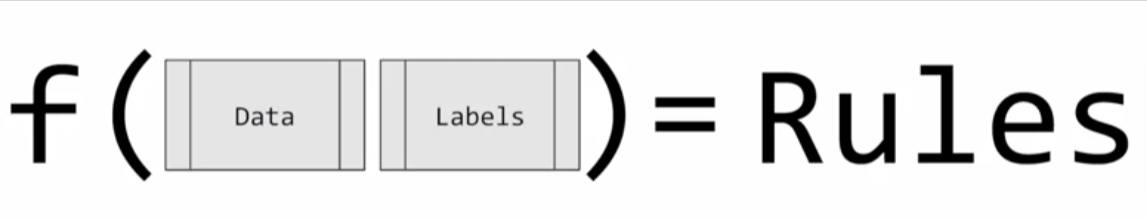 f( Data Labels )= Rules